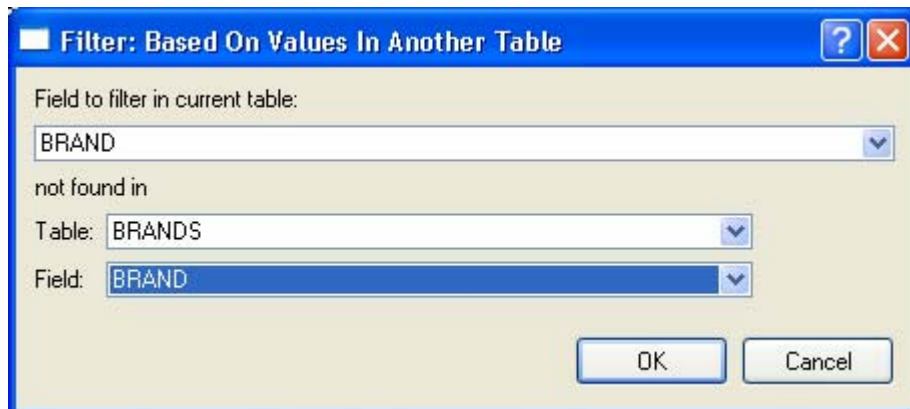 Filter: Based On Values In Another Table
?
Field to filter in current table:
BRAND
not found in
Table: BRANDS
Field: BRAND
OK Cancel